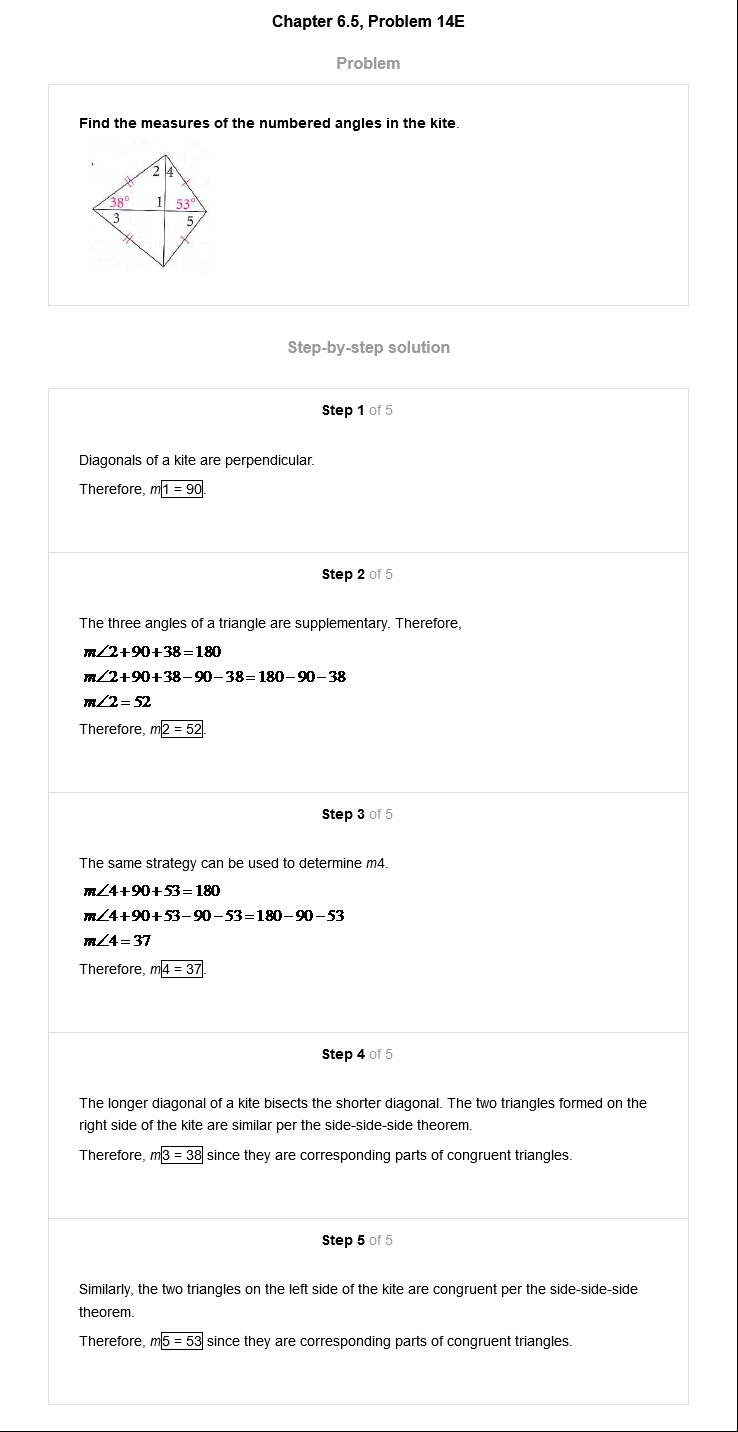 Chapter 6.5, Problem 14E
Problem
Find the measures of the numbered angles in the kite.
2 4
38° 1 53°
3 5
Step-by-step solution
Step 1 of 5
Diagonals of a kite are perpendicular.
Therefore, m1 = 90.
Step 2 of 5
The three angles of a triangle are supplementary. Therefore,
m∠2+90+38=180
m∠2+90+38−90−38=180−90−38
m∠2=52
Therefore, m2 = 52.
Step 3 of 5
The same strategy can be used to determine m4.
m∠4+90+53=180
m∠4+90+53−90−53=180−90−53
m∠4=37
Therefore, m4 = 37.
Step 4 of 5
The longer diagonal of a kite bisects the shorter diagonal. The two triangles formed on the
right side of the kite are similar per the side-side-side theorem.
Therefore, m3 = 38 since they are corresponding parts of congruent triangles.
Step 5 of 5
Similarly, the two triangles on the left side of the kite are congruent per the side-side-side
theorem.
Therefore, m5 = 53 since they are corresponding parts of congruent triangles.